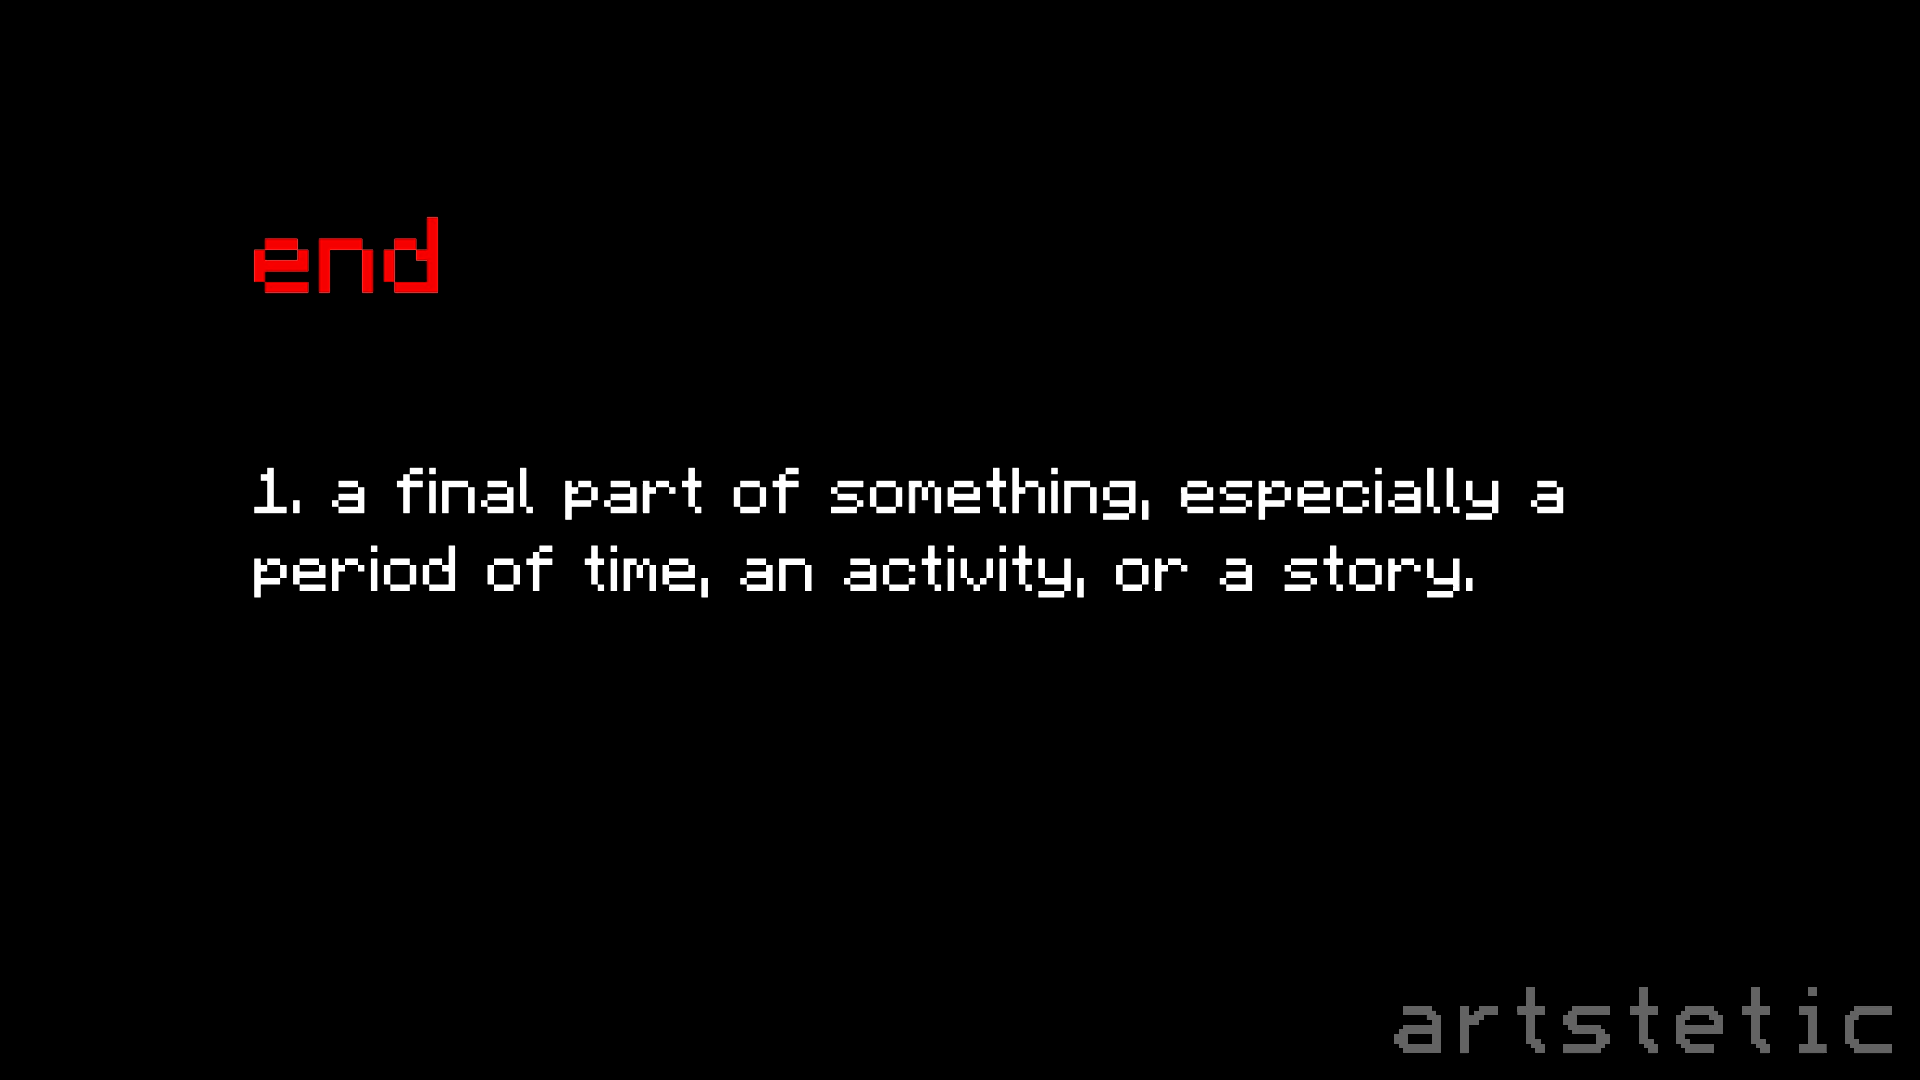 end
1. a final part of something, especially a
period of time, an activity, or a story.
artstetic